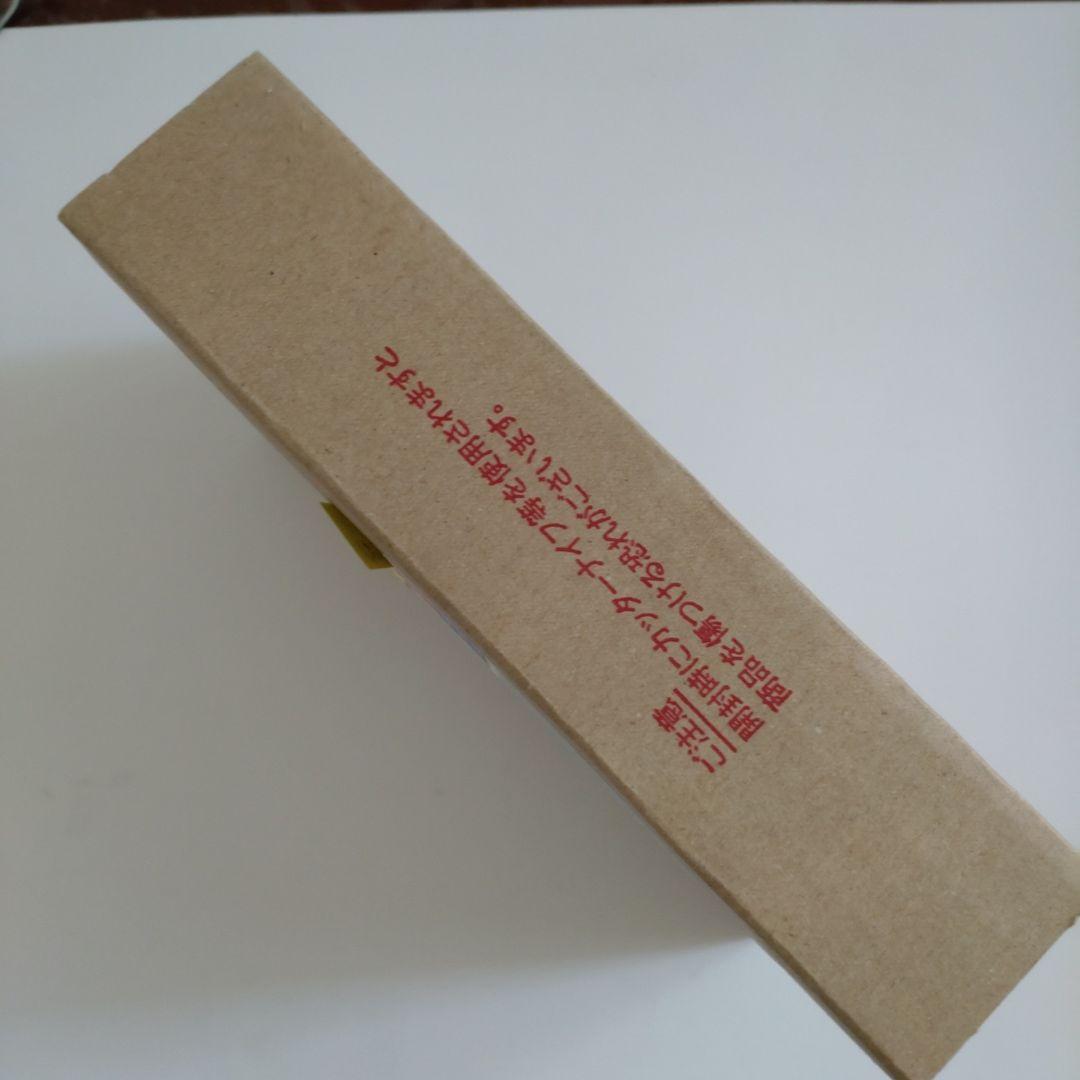 ご注意
開封時にカッターナイフ等を使用されますと
商品を傷つける恐れがございます。